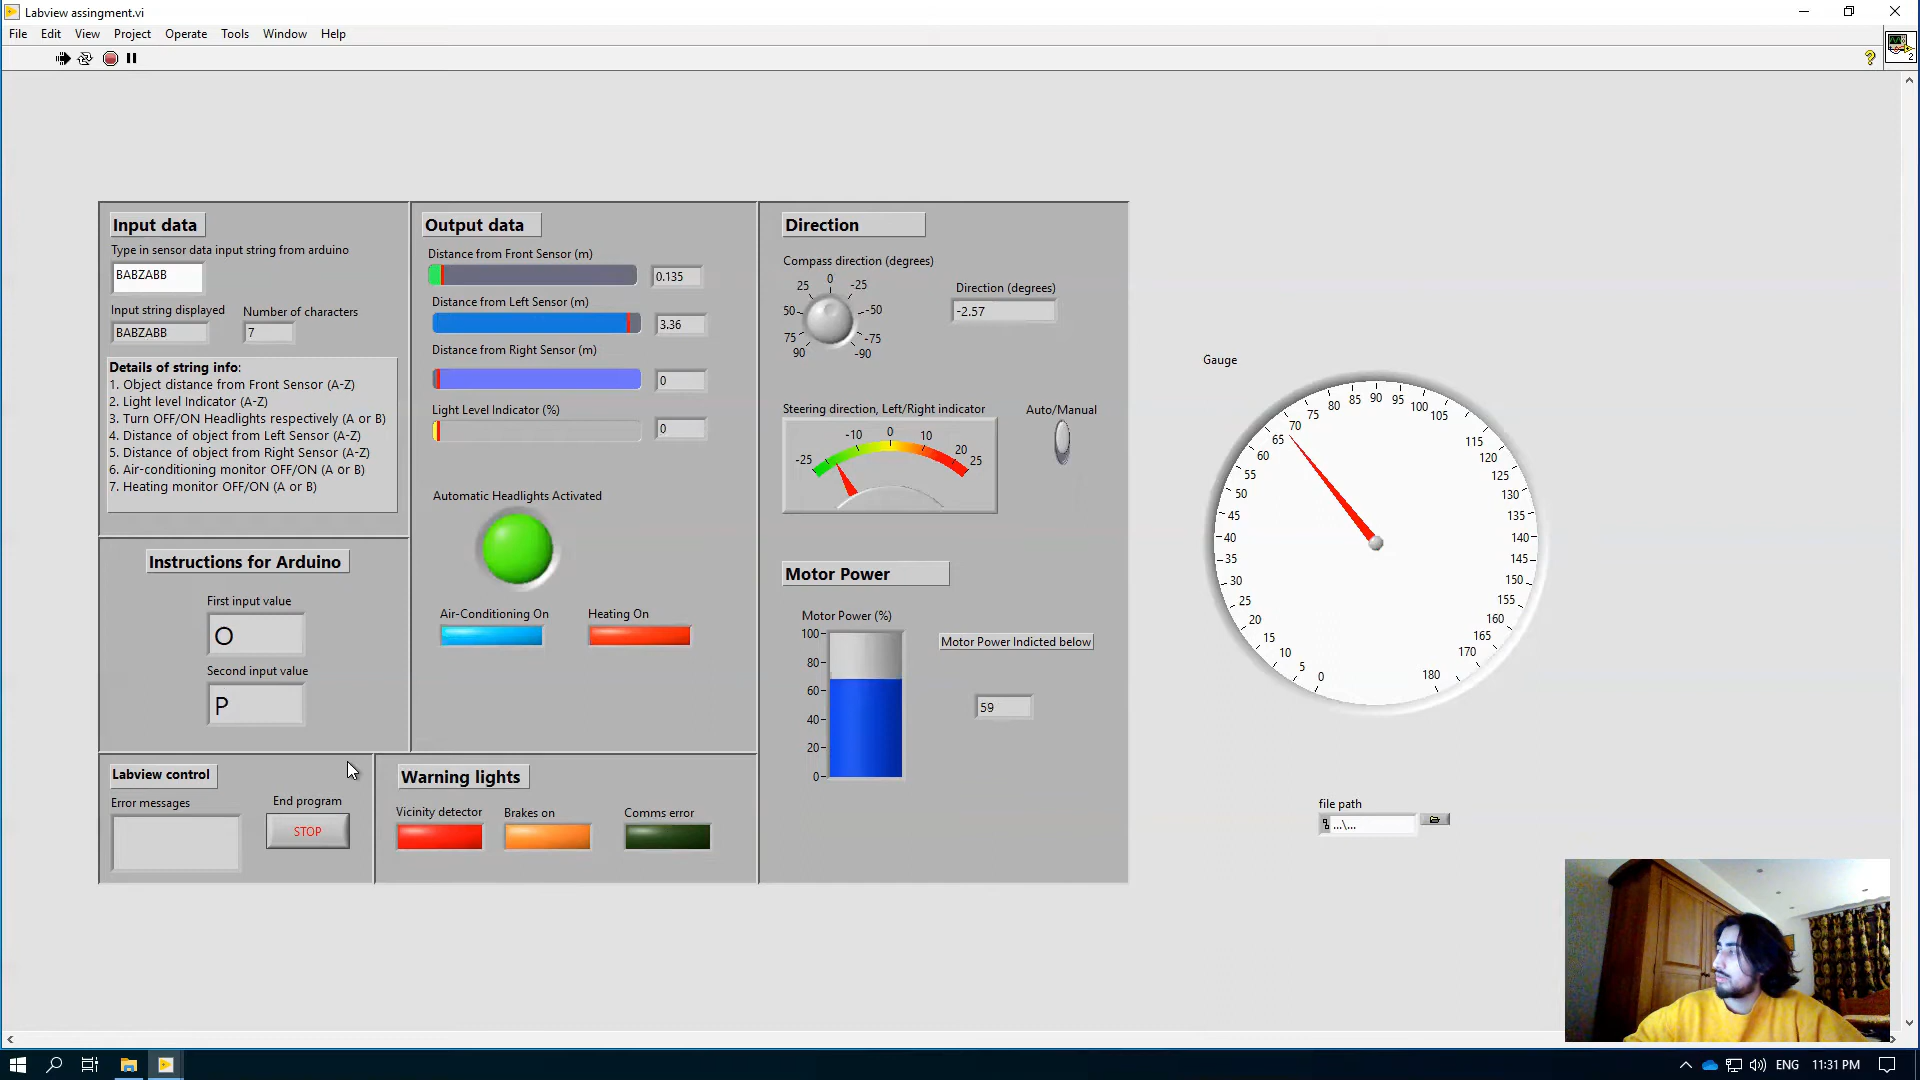 Labview assingment.vi
File Edit View Project Operate Tools Window Help
2
Input data
Type in sensor data input string from arduino
BABZABB
Input string displayed
BABZABB
Number of characters
7
Details of string info:
1. Object distance from Front Sensor (A-Z)
2. Light level Indicator (A-Z)
3. Turn OFF/ON Headlights respectively (A or B)
4. Distance of object from Left Sensor (A-Z)
5. Distance of object from Right Sensor (A-Z)
6. Air-conditioning monitor OFF/ON (A or B)
7. Heating monitor OFF/ON (A or B)
Instructions for Arduino
First input value
O
Second input value
P
Labview control
Error messages
End program
STOP
Output data
Distance from Front Sensor (m)
0.135
Distance from Left Sensor (m)
3.36
Distance from Right Sensor (m)
0
Light Level Indicator (%)
0
Automatic Headlights Activated
Air-Conditioning On
Heating On
Warning lights
Vicinity detector
Brakes on
Comms error
Direction
Compass direction (degrees)
0
25 -25
50 -50
75 -75
90 -90
Direction (degrees)
-2.57
Steering direction, Left/Right indicator
-25 -10 0 10 20 25
Auto/Manual
Motor Power
Motor Power (%)
100
80
60
40
20
0
Motor Power Indicted below
59
Gauge
0 5 10 15 20 25 30 35 40 45 50 55 60 65 70 75 80 85 90 95 100 105 115 120 125 130 135 140 145 150 155 160 165 170 180
file path
...\...
ENG 11:31 PM